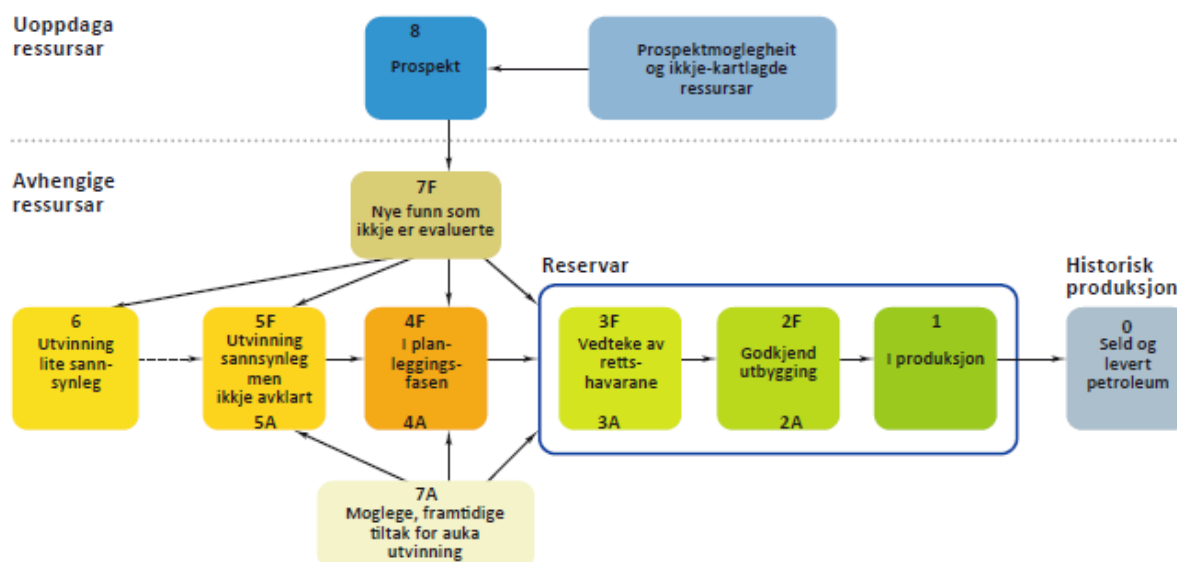 Uoppdaga
ressursar
8
Prospekt
Prospektmoglegheit
og ikkje-kartlagde
ressursar
Avhengige
ressursar
7F
Nye funn som
ikkje er evaluerte
Reservar
Historisk
produksjon
6
Utvinning
lite sann-
synleg
5F
Utvinning
sannsynleg
men
ikkje avklart
5A
4F
I plan-
leggings-
fasen
4A
3F
Vedteke av
retts-
havarane
3A
2F
Godkjend
utbygging
2A
1
I produksjon
0
Seld og
levert
petroleum
7A
Moglege, framtidige
tiltak for auka
utvinning